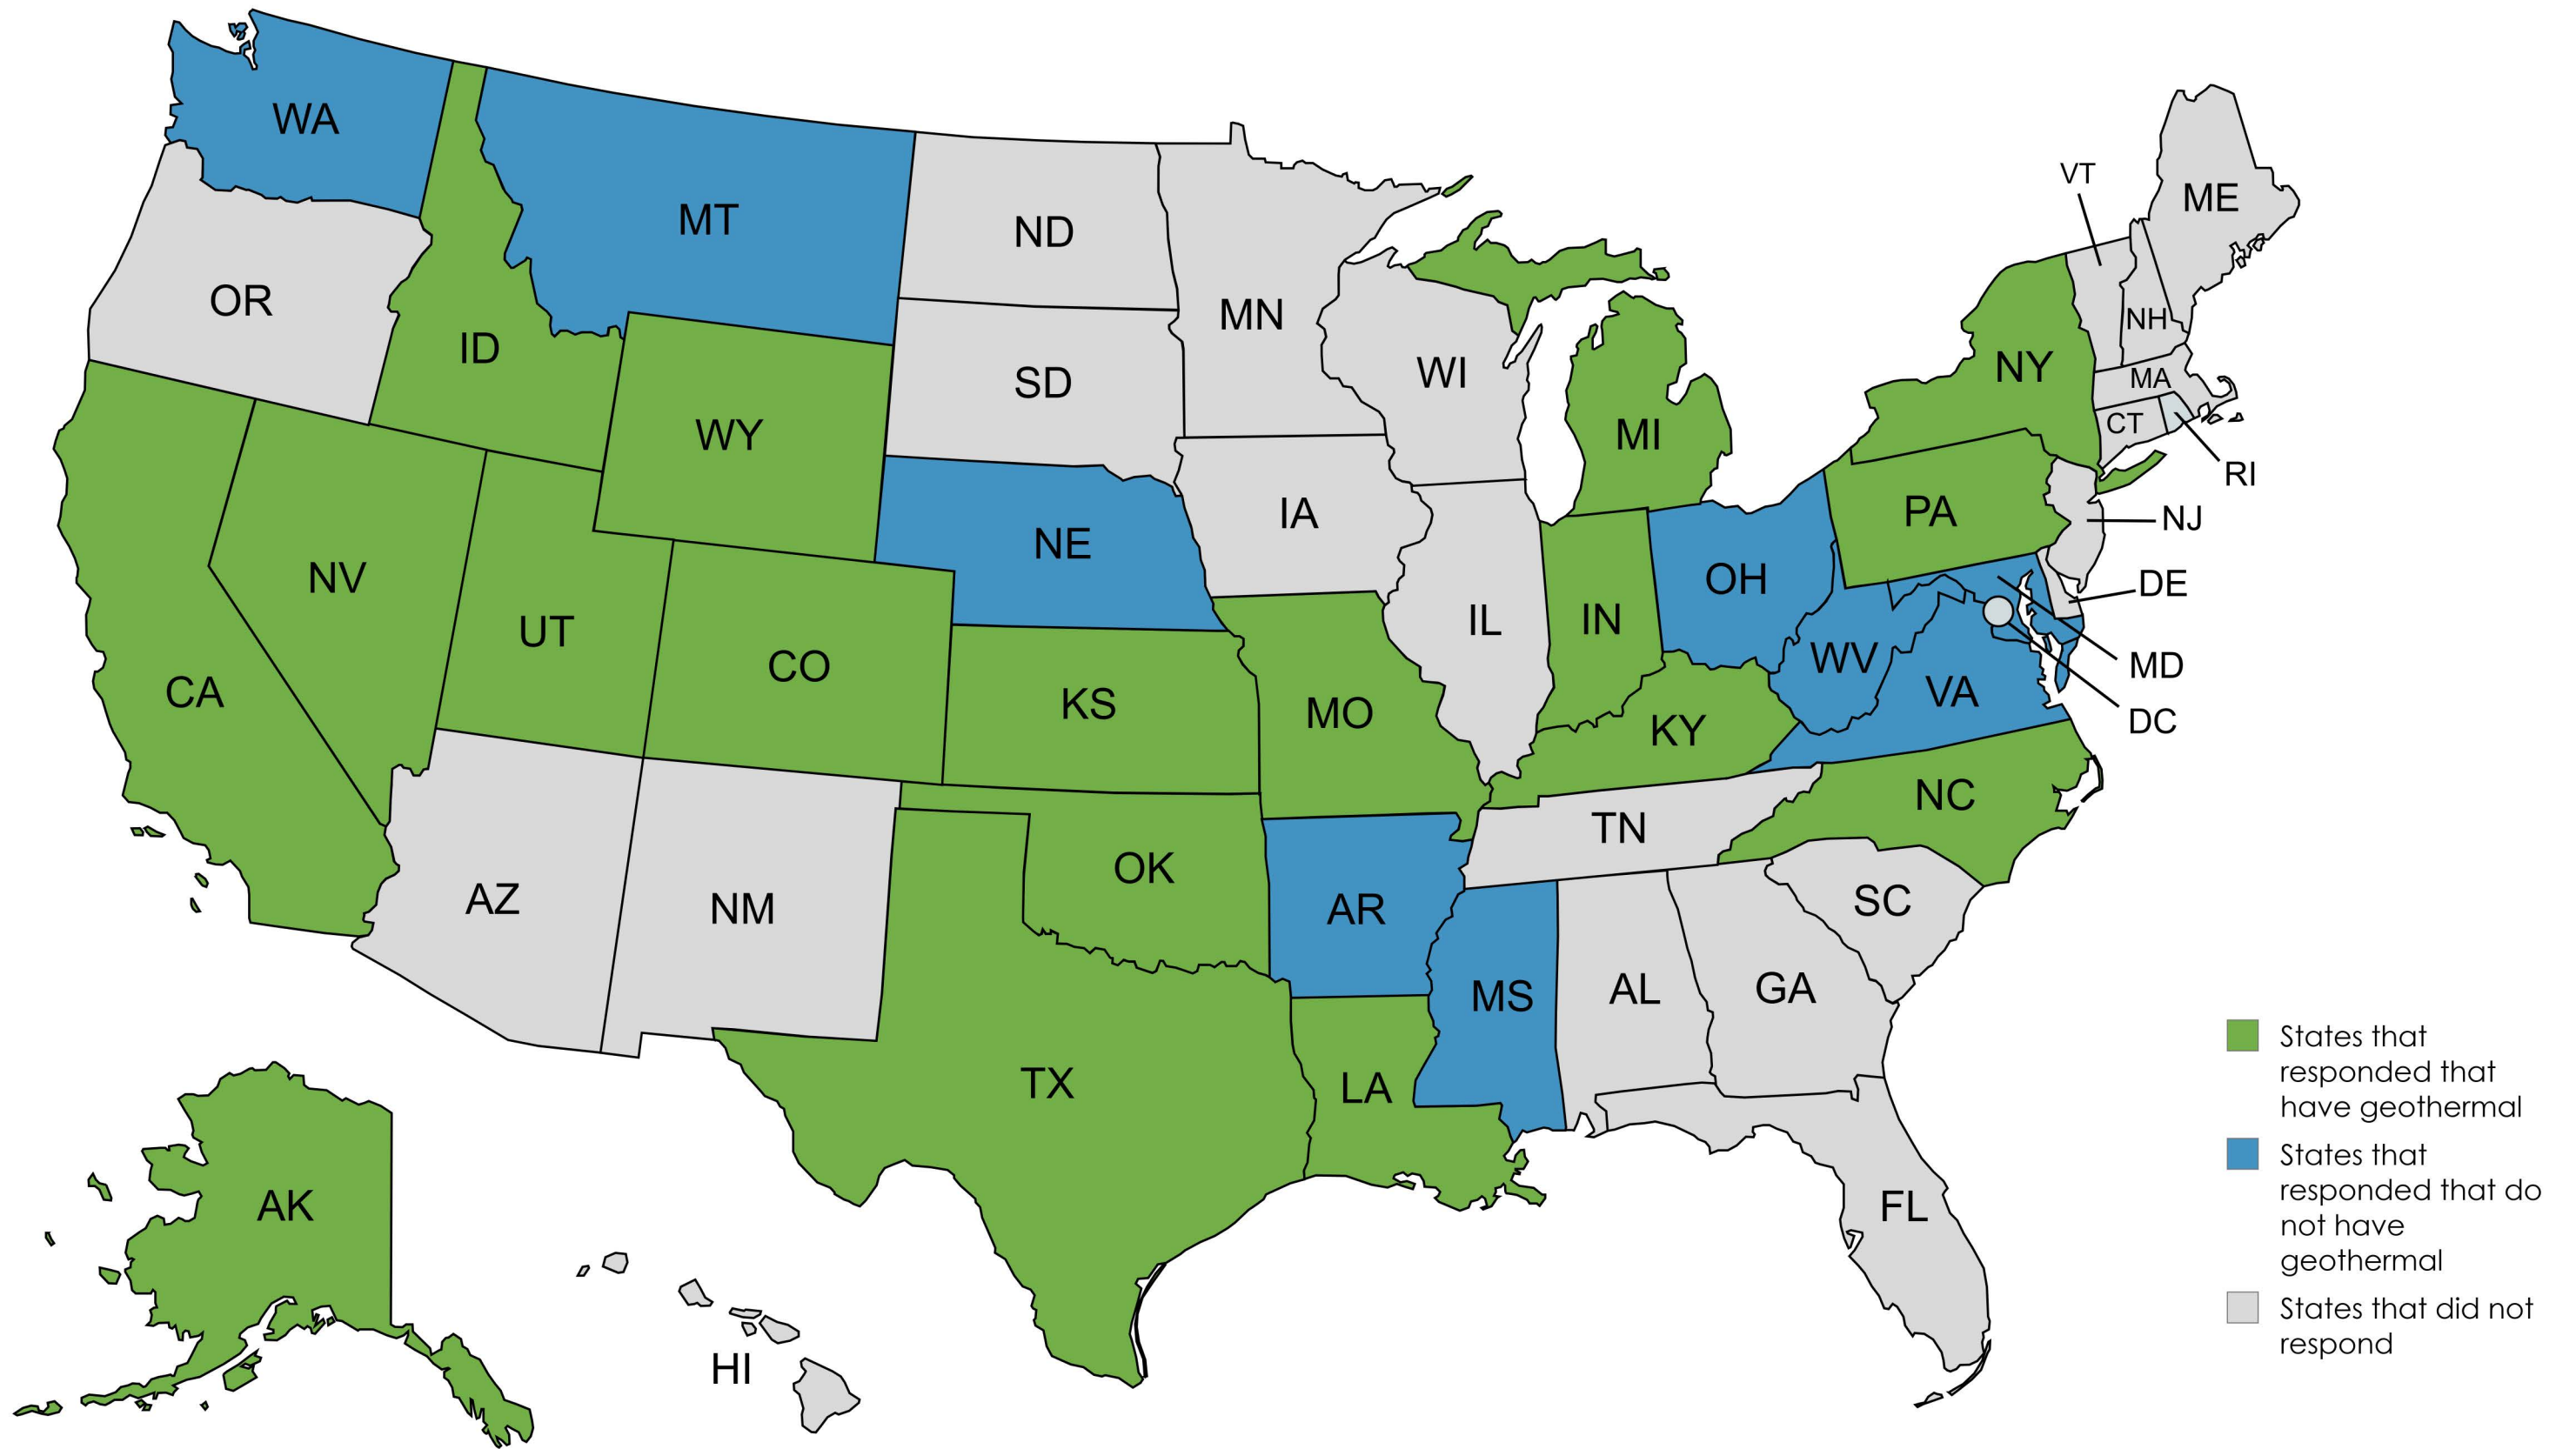 WA
VT
ME
MT
ND
OR
MN
NH
ID
WI
NY
SD
MA
CT
WY
MI
RI
IA
PA
NJ
NE
NV
OH
DE
UT
IL
IN
CO
WV
MD
CA
VA
KS
MO
KY
DC
NC
TN
OK
AZ
NM
AR
SC
MS
AL
GA
States that
responded that
have geothermal
TX
LA
States that
responded that do
not have
geothermal
AK
FL
States that did not
respond
HI